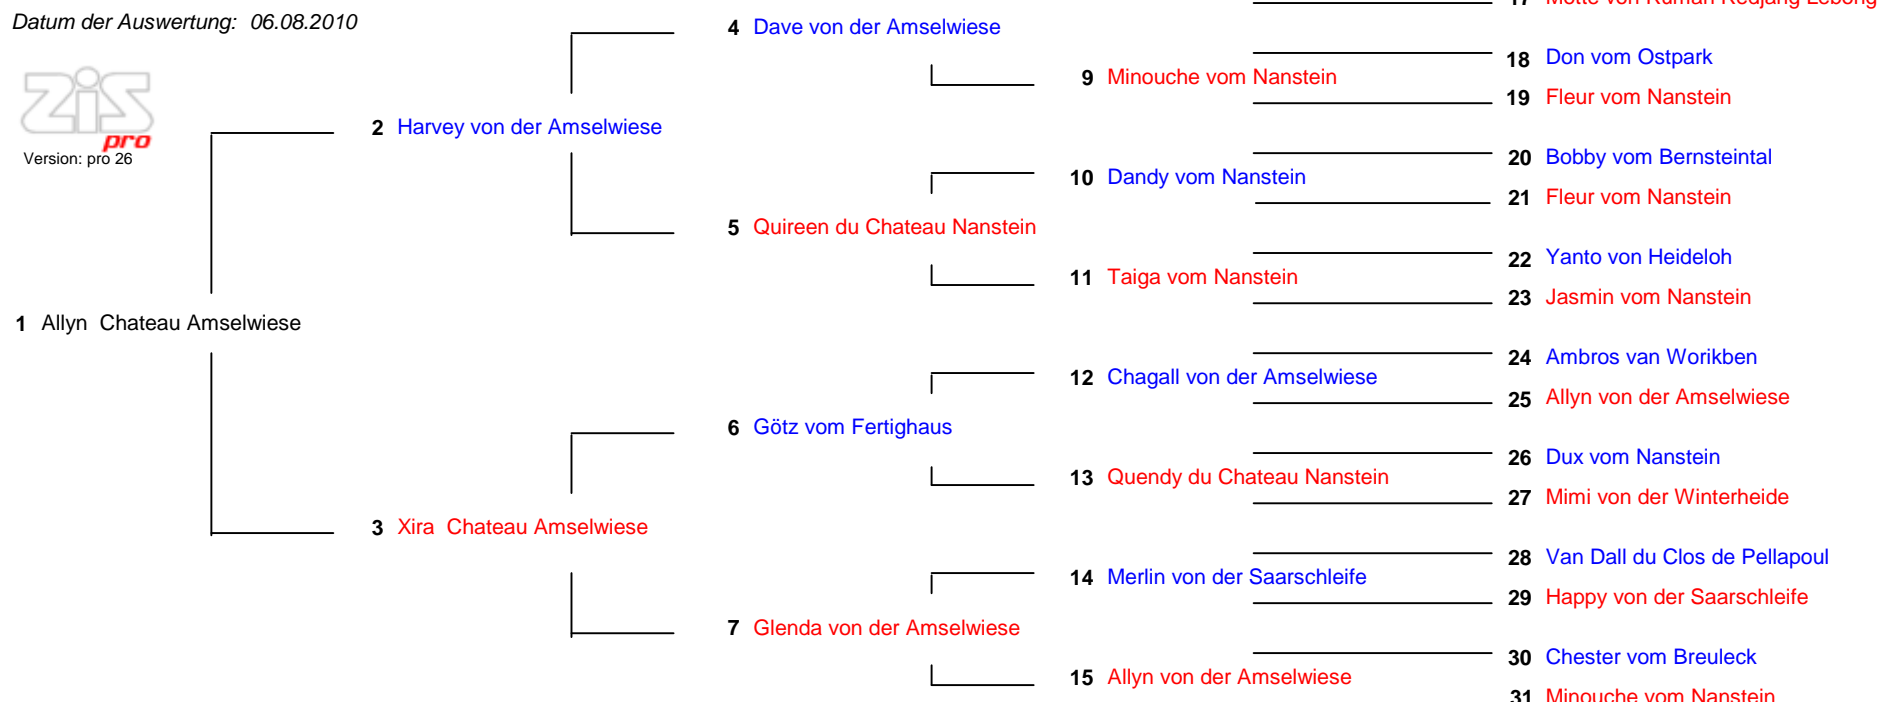 17 Motte von Ruman Redjang Lebong
Datum der Auswertung: 06.08.2010
4 Dave von der Amselwiese
18 Don vom Ostpark
9 Minouche vom Nanstein
ZiS
19 Fleur vom Nanstein
2 Harvey von der Amselwiese
pro
Version: pro 26
20 Bobby vom Bernsteintal
10 Dandy vom Nanstein
21 Fleur vom Nanstein
5 Quireen du Chateau Nanstein
22 Yanto von Heideloh
11 Taiga vom Nanstein
23 Jasmin vom Nanstein
1 Allyn Chateau Amselwiese
24 Ambros van Worikben
12 Chagall von der Amselwiese
25 Allyn von der Amselwiese
6 Götz vom Fertighaus
26 Dux vom Nanstein
13 Quendy du Chateau Nanstein
27 Mimi von der Winterheide
3 Xira Chateau Amselwiese
28 Van Dall du Clos de Pellapoul
14 Merlin von der Saarschleife
29 Happy von der Saarschleife
7 Glenda von der Amselwiese
30 Chester vom Breuleck
15 Allyn von der Amselwiese
31 Minouche vom Nanstein